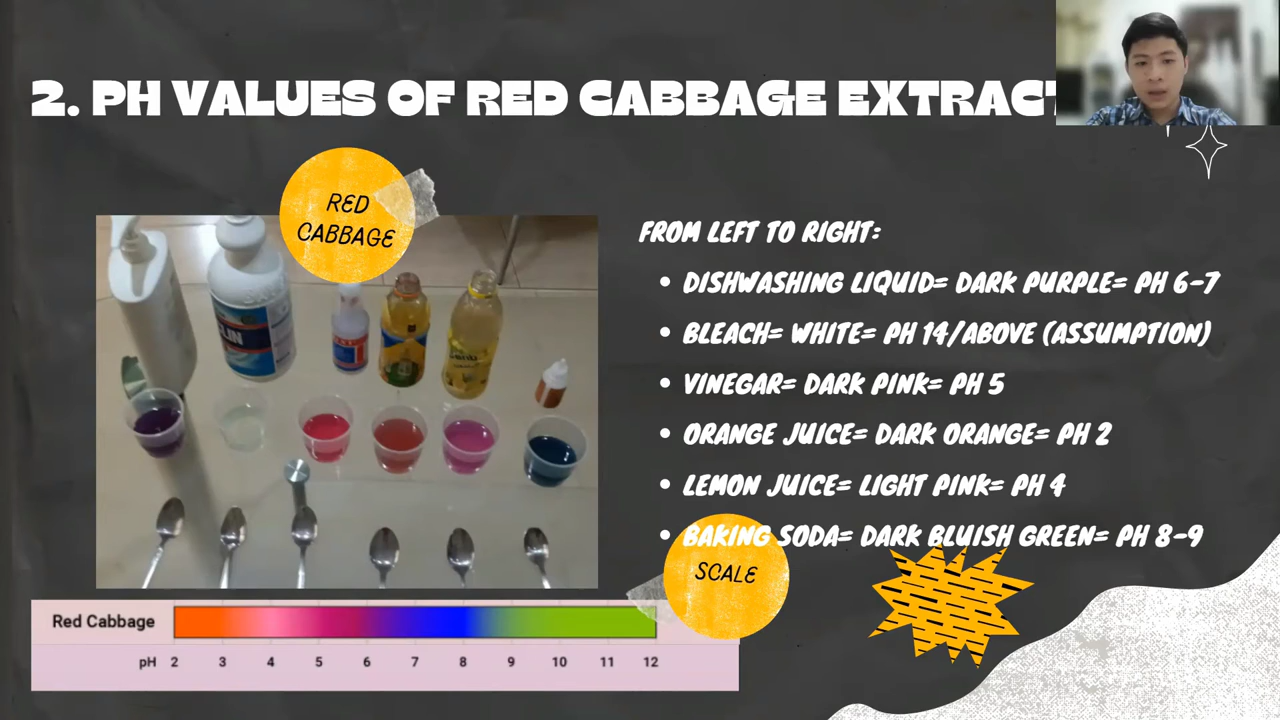 2. PH VALUES OF RED CABBAGE EXTRACT
RED
CABBAGE
FROM LEFT TO RIGHT:
• DISHWASHING LIQUID= DARK PURPLE= PH 6-7
• BLEACH= WHITE= PH 14/ABOVE (ASSUMPTION)
• VINEGAR= DARK PINK= PH 5
• ORANGE JUICE= DARK ORANGE= PH 2
• LEMON JUICE= LIGHT PINK= PH 4
• BAKING SODA= DARK BLUISH GREEN= PH 8-9
SCALE
Red Cabbage
pH 2 3 4 5 6 7 8 9 10 11 12